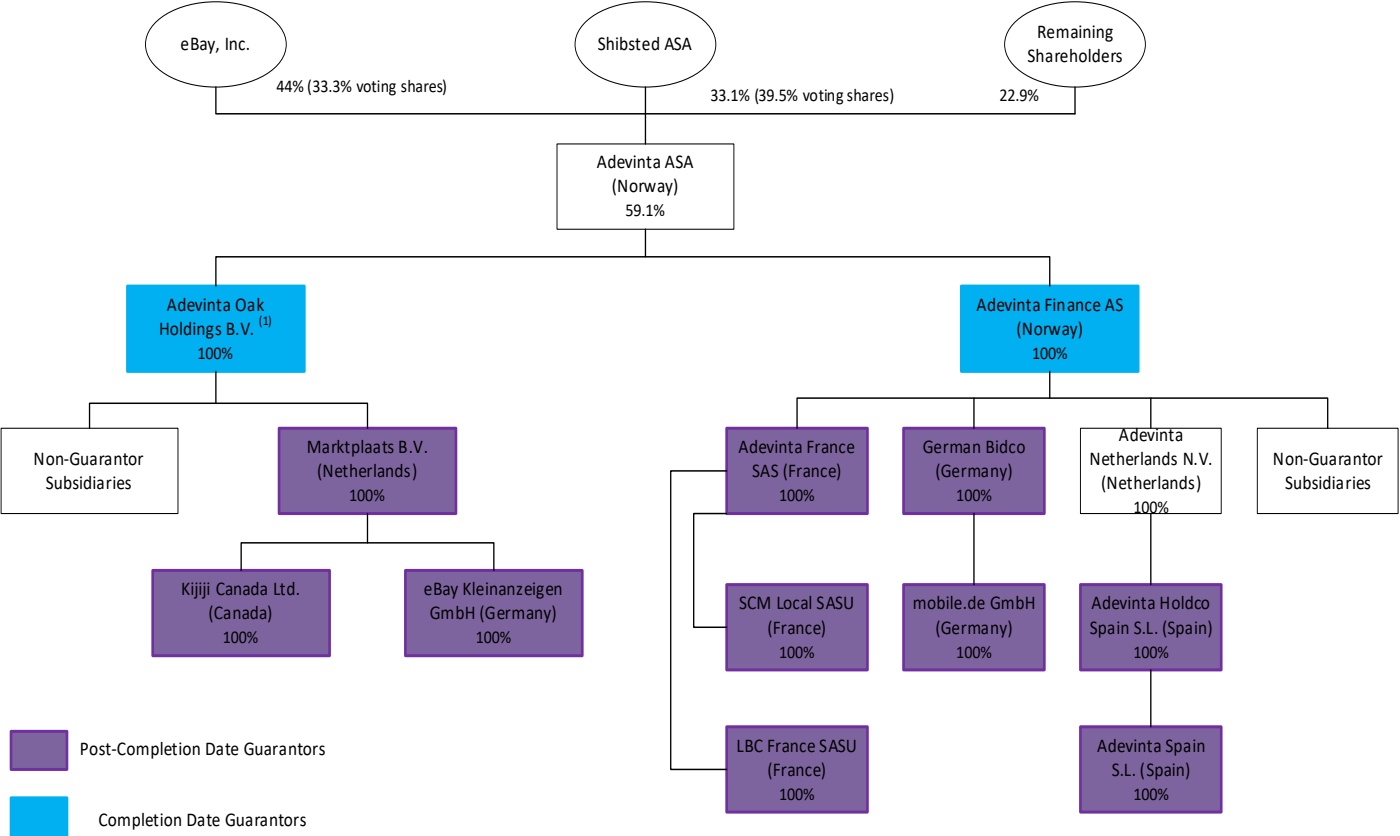 eBay, Inc.
Shibsted ASA
Remaining
Shareholders
44% (33.3% voting shares)
33.1% (39.5% voting shares)
22.9%
Adevinta ASA
(Norway)
59.1%
Adevinta Oak
Holdings B.V. (1)
100%
Adevinta Finance AS
(Norway)
100%
Non-Guarantor
Subsidiaries
Marktplaats B.V.
(Netherlands)
100%
Adevinta France
SAS (France)
100%
German Bidco
(Germany)
100%
Adevinta
Netherlands N.V.
(Netherlands)
100%
Non-Guarantor
Subsidiaries
Kijiji Canada Ltd.
(Canada)
100%
eBay Kleinanzeigen
GmbH (Germany)
100%
SCM Local SASU
(France)
100%
mobile.de GmbH
(Germany)
100%
Adevinta Holdco
Spain S.L. (Spain)
100%
LBC France SASU
(France)
100%
Adevinta Spain
S.L. (Spain)
100%
Post-Completion Date Guarantors
Completion Date Guarantors